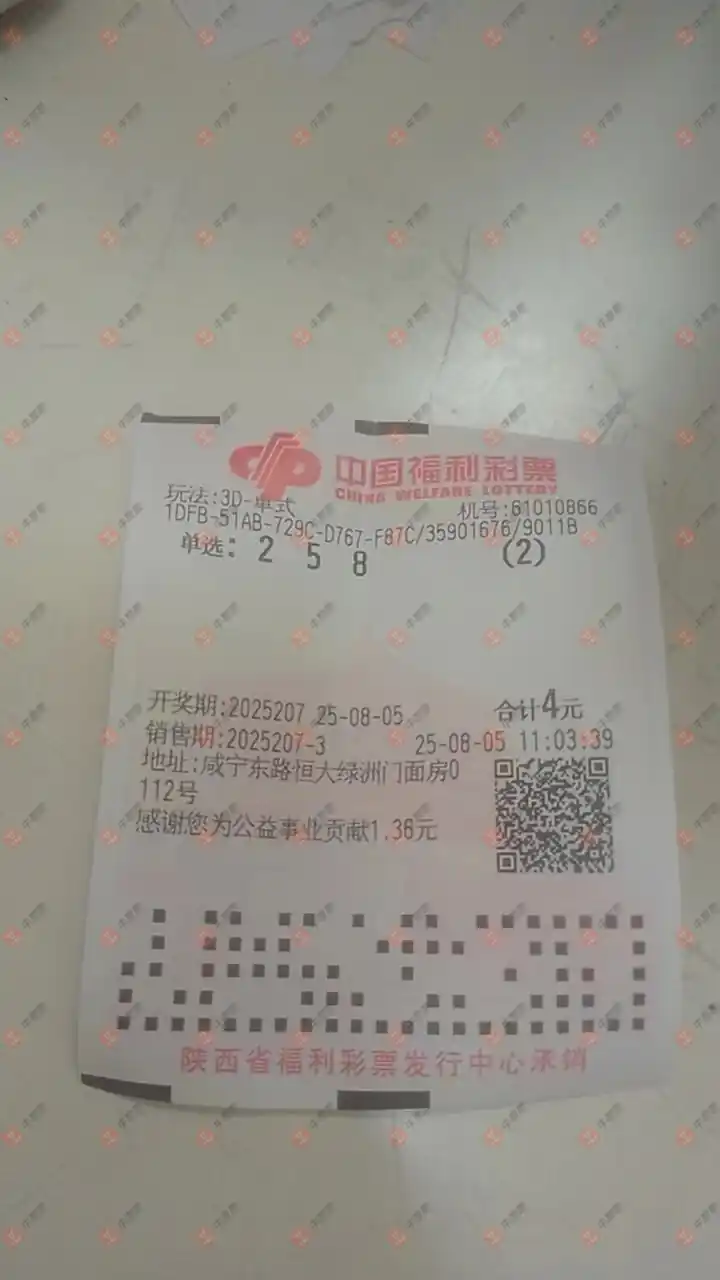 中国福利彩票
CHINA WELFARE LOTTERY
玩法:3D-单式 机号:61010866
1DFB-51AB-729C-D767-F87C/35901676/9011B
单选: 2 5 8 (2)
开奖期:2025207 25-08-05 合计4元
销售期:2025207-3 25-08-05 11:03:39
地址:咸宁东路恒大绿洲门面房0
112号
感谢您为公益事业贡献1.36元
陕西省福利彩票发行中心承销